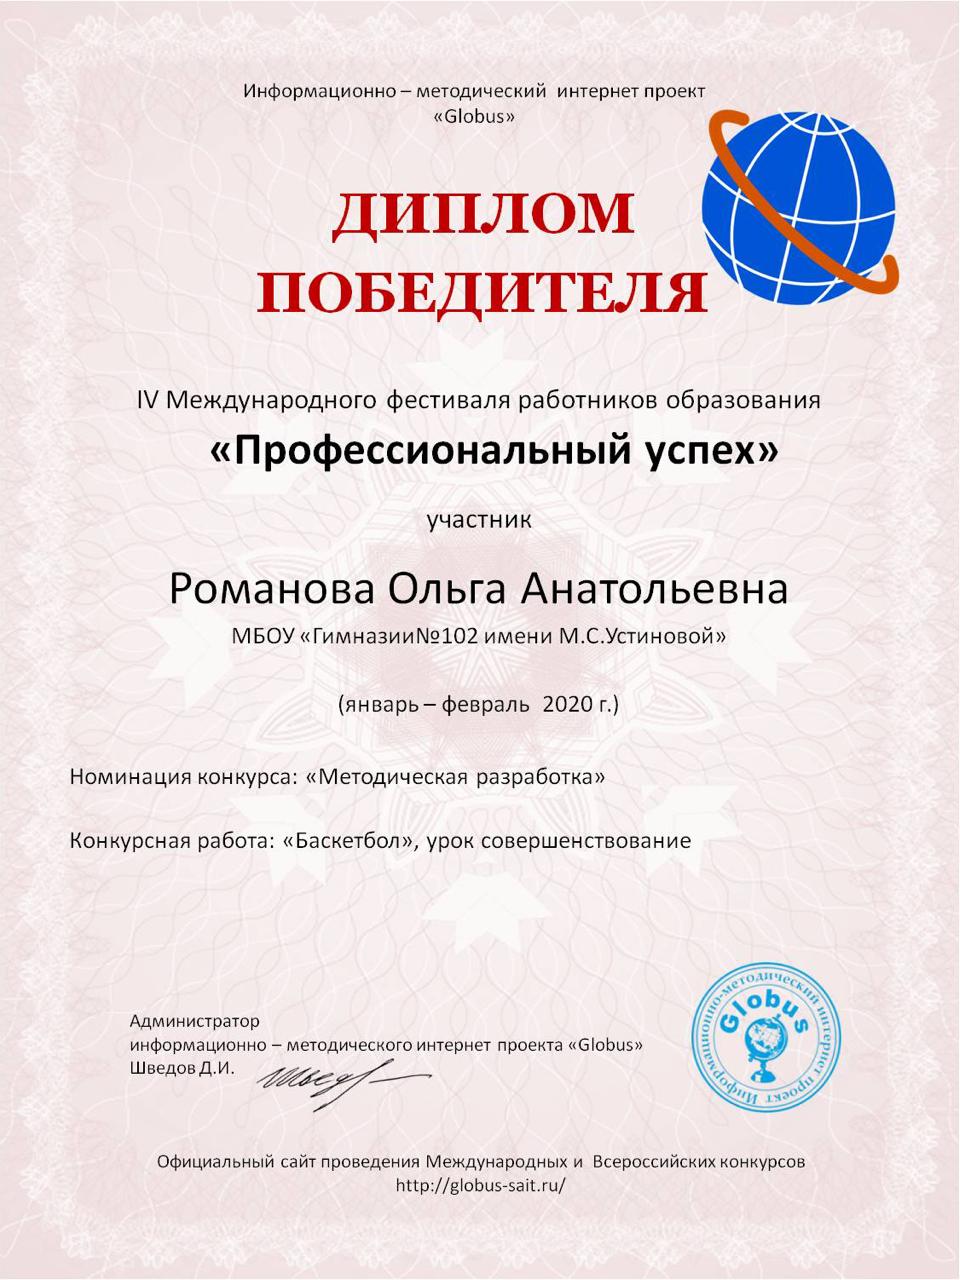 Информационно – методический интернет проект
«Globus»
ДИПЛОМ
ПОБЕДИТЕЛЯ
IV Международного фестиваля работников образования
«Профессиональный успех»
участник
Романова Ольга Анатольевна
МБОУ «Гимназии№102 имени М.С.Устиновой»
(январь – февраль 2020 г.)
Номинация конкурса: «Методическая разработка»
Конкурсная работа: «Баскетбол», урок совершенствование
Администратор
информационно – методического интернет проекта «Globus»
Шведов Д.И.
Шведов
Информационно-методический интернет проект
Globus
Официальный сайт проведения Международных и Всероссийских конкурсов
http://globus-sait.ru/